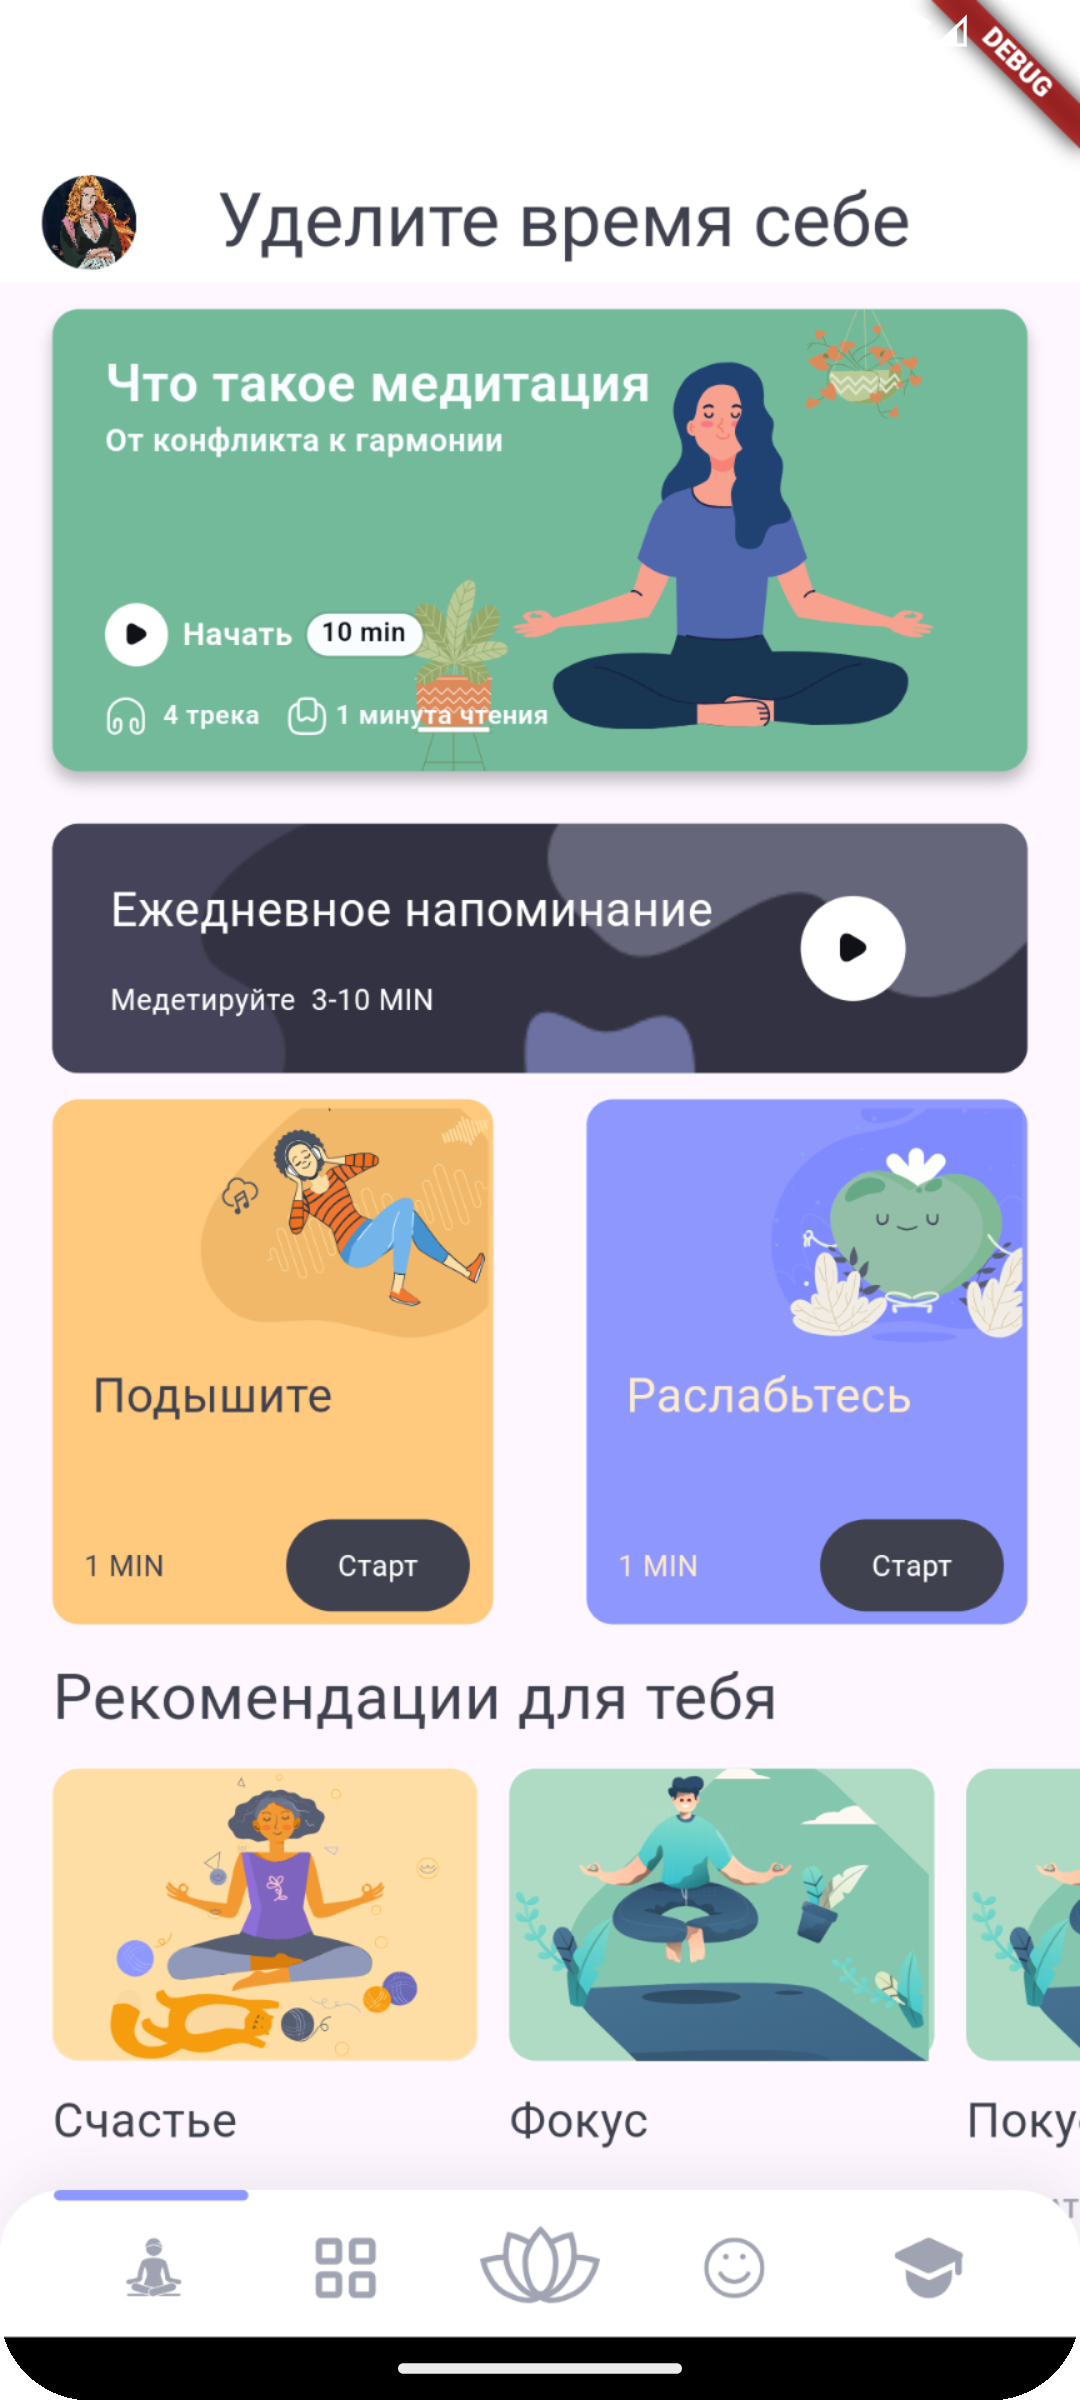 DEBUG
Уделите время себе
Что такое медитация
От конфликта к гармонии
Начать 10 min
4 трека 1 минута чтения
Ежедневное напоминание
Медетируйте 3-10 MIN
Подышите
1 MIN Старт
Раслабьтесь
1 MIN Старт
Рекомендации для тебя
Счастье
Фокус